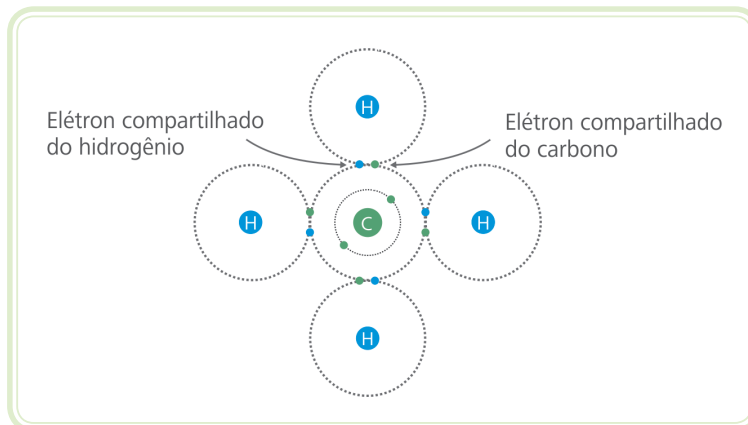 H
Elétron compartilhado
do hidrogênio
Elétron compartilhado
do carbono
H
C
H
H